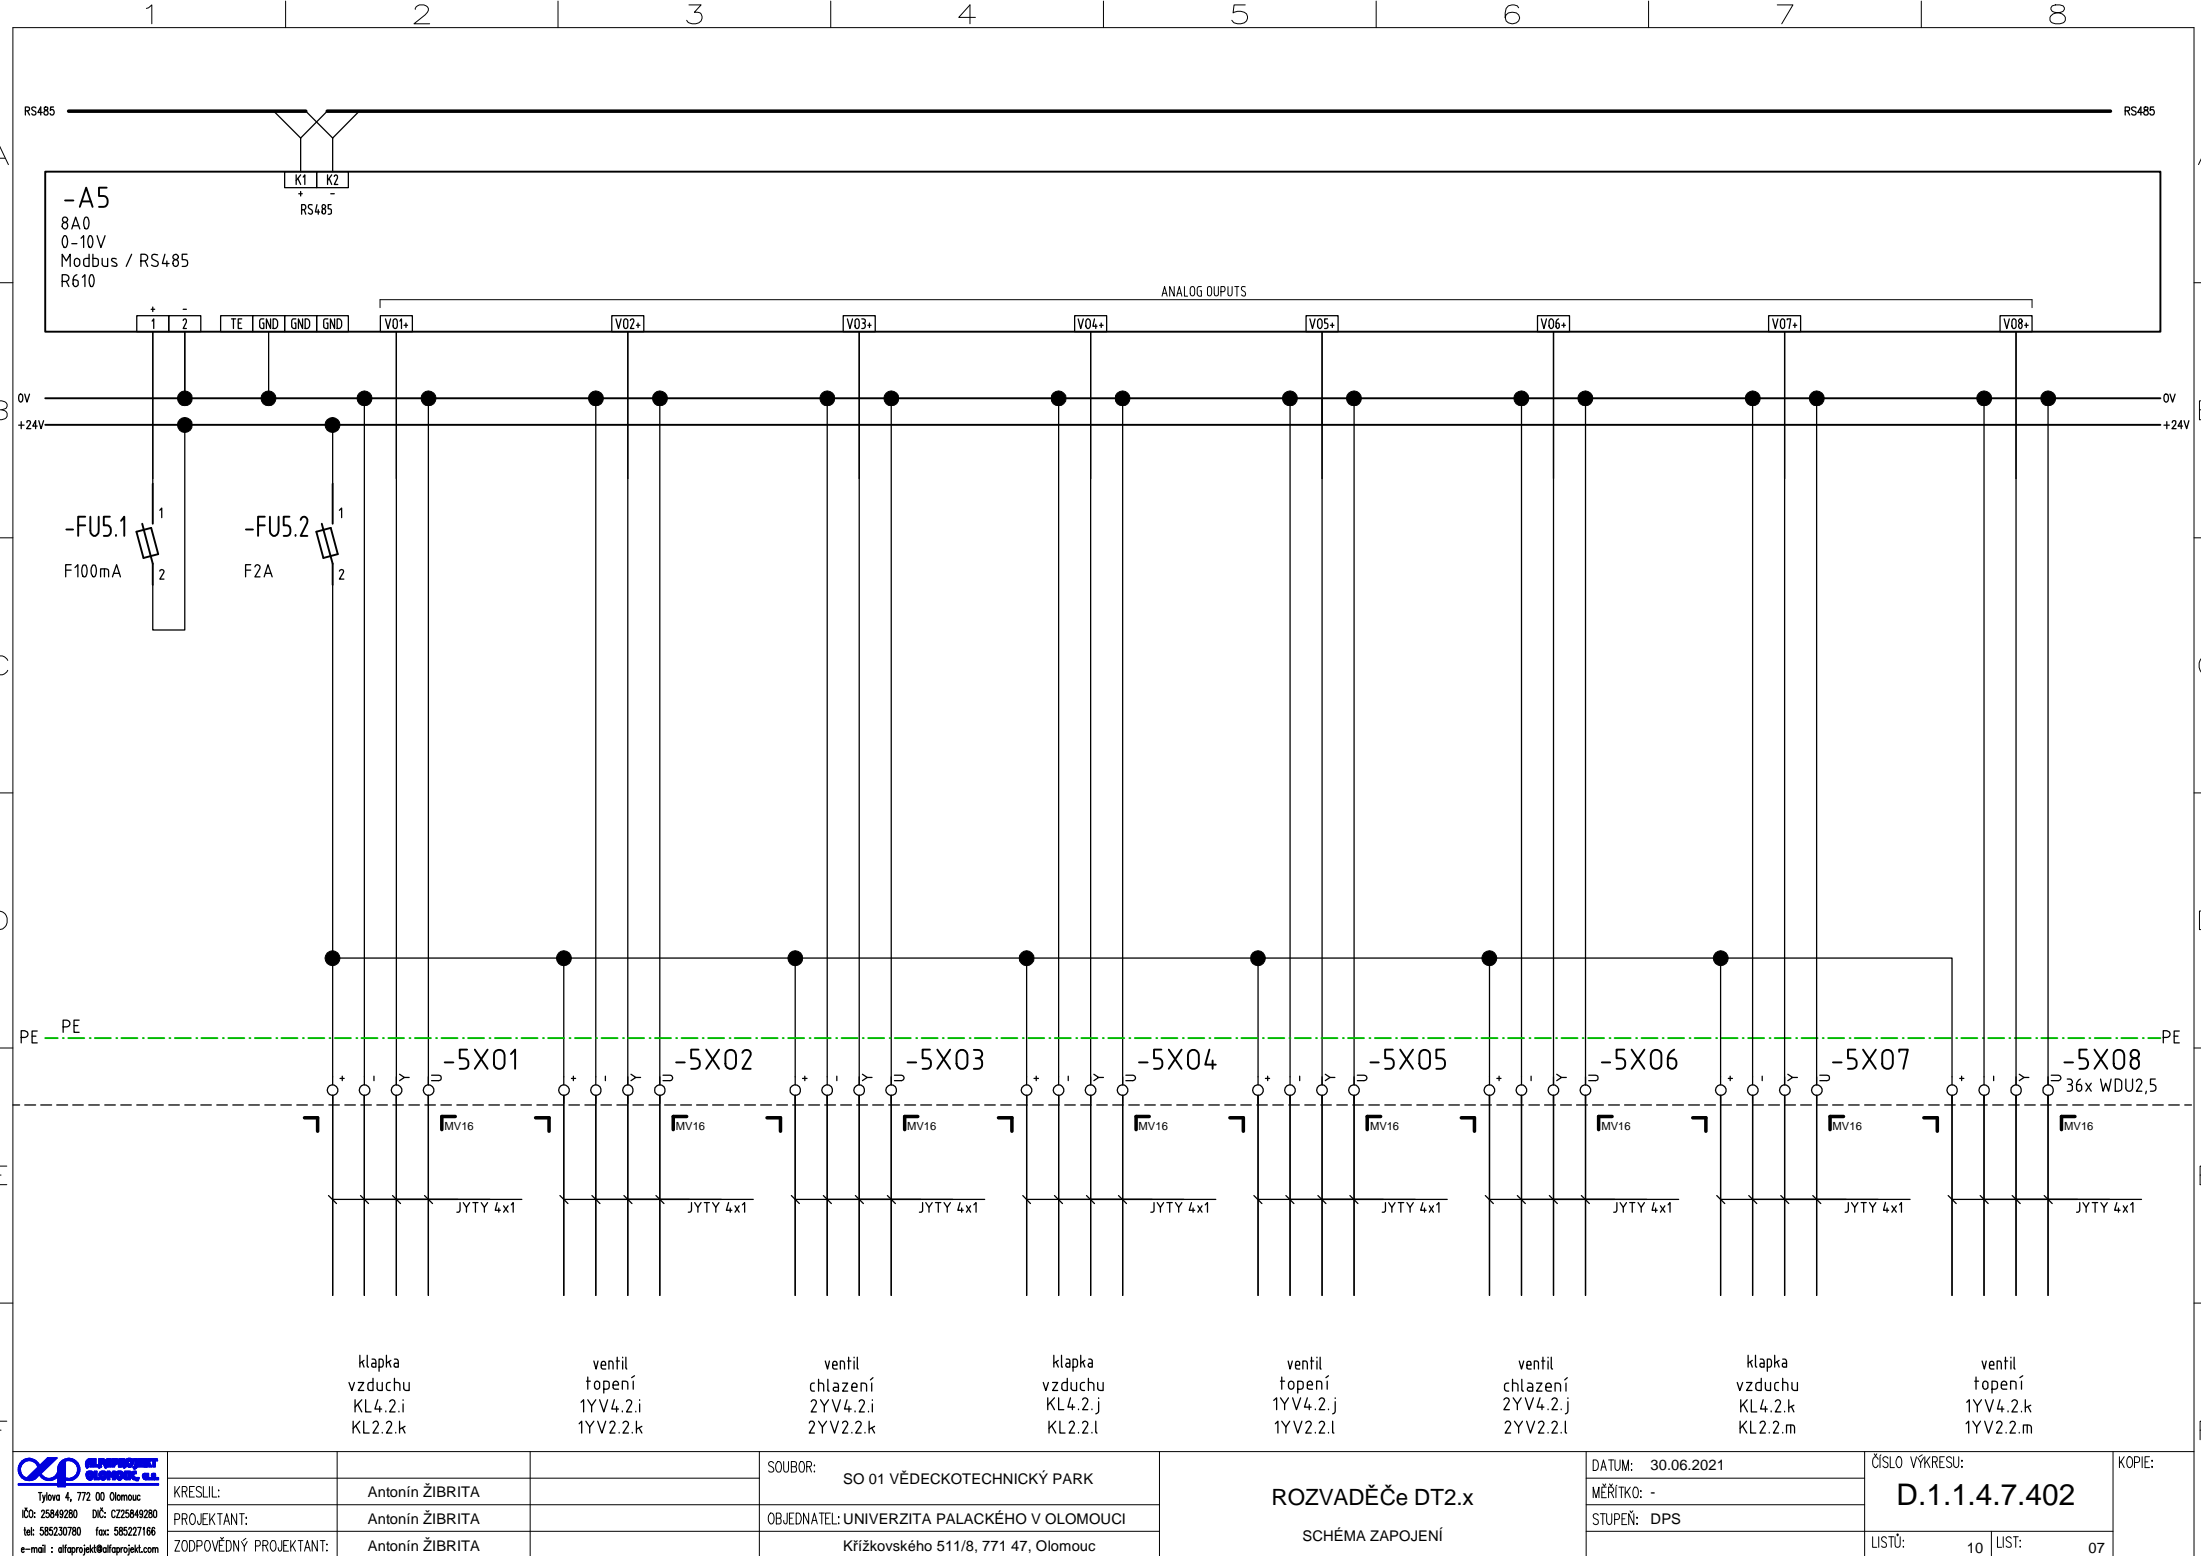 1 2 3 4 5 6 7 8
RS485 RS485
K1 K2
+ -
RS485
-A5
8A0
0-10V
Modbus / RS485
R610
ANALOG OUPUTS
+ -
1 2 TE GND GND GND VO1+ VO2+ VO3+ VO4+ VO5+ VO6+ VO7+ VO8+
0V 0V
+24V +24V
-FU5.1 1 -FU5.2 1
F100mA 2 F2A 2
PE PE PE
-5X01 -5X02 -5X03 -5X04 -5X05 -5X06 -5X07 -5X08
+ - Y U + - Y U + - Y U + - Y U + - Y U + - Y U + - Y U + - Y U
36x WDU2,5
MV16 MV16 MV16 MV16 MV16 MV16 MV16 MV16
JYTY 4x1 JYTY 4x1 JYTY 4x1 JYTY 4x1 JYTY 4x1 JYTY 4x1 JYTY 4x1 JYTY 4x1
klapka
vzduchu
KL4.2.i
KL2.2.k
ventil
topení
1YV4.2.i
1YV2.2.k
ventil
chlazení
2YV4.2.i
2YV2.2.k
klapka
vzduchu
KL4.2.j
KL2.2.l
ventil
topení
1YV4.2.j
1YV2.2.l
ventil
chlazení
2YV4.2.j
2YV2.2.l
klapka
vzduchu
KL4.2.k
KL2.2.m
ventil
topení
1YV4.2.k
1YV2.2.m
ALFAPROJEKT
OLOMOUC, a.s.
Tylova 4, 772 00 Olomouc
IČO: 25849280 DIČ: CZ25849280
tel: 585230780 fax: 585227166
e-mail : alfaprojekt@alfaprojekt.com
KRESLIL: Antonín ŽIBRITA
PROJEKTANT: Antonín ŽIBRITA
ZODPOVĚDNÝ PROJEKTANT: Antonín ŽIBRITA
SOUBOR: SO 01 VĚDECKOTECHNICKÝ PARK
OBJEDNATEL: UNIVERZITA PALACKÉHO V OLOMOUCI
Křížkovského 511/8, 771 47, Olomouc
ROZVADĚČe DT2.x
SCHÉMA ZAPOJENÍ
DATUM: 30.06.2021
MĚŘÍTKO: -
STUPEŇ: DPS
ČÍSLO VÝKRESU:
D.1.1.4.7.402
LISTŮ: 10 LIST: 07
KOPIE: